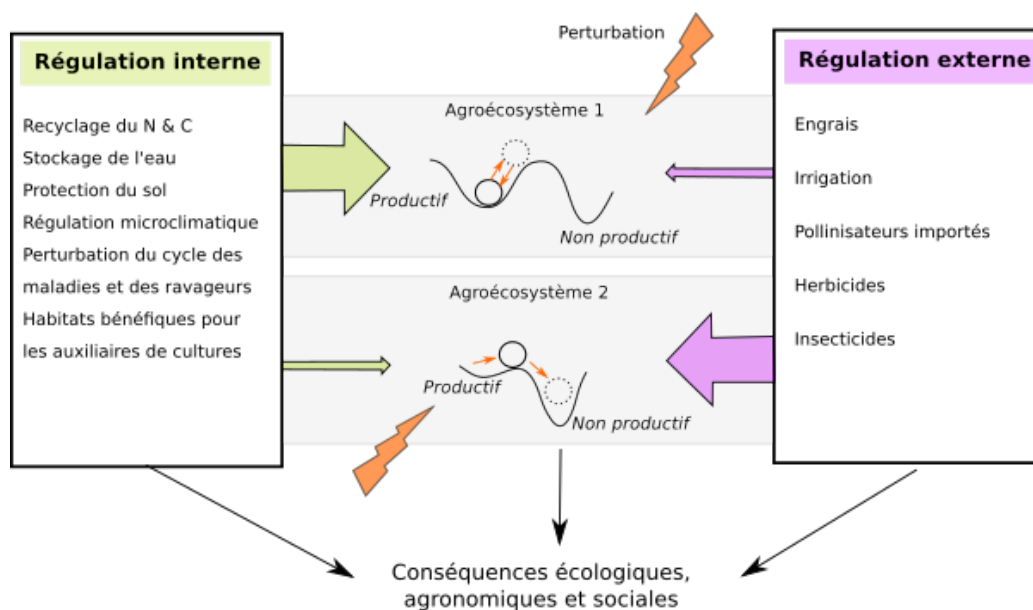 Perturbation
Régulation interne
Recyclage du N & C
Stockage de l'eau
Protection du sol
Régulation microclimatique
Perturbation du cycle des
maladies et des ravageurs
Habitats bénéfiques pour
les auxiliaires de cultures
Agroécosystème 1
Productif
Non productif
Agroécosystème 2
Productif
Non productif
Régulation externe
Engrais
Irrigation
Pollinisateurs importés
Herbicides
Insecticides
Conséquences écologiques,
agronomiques et sociales